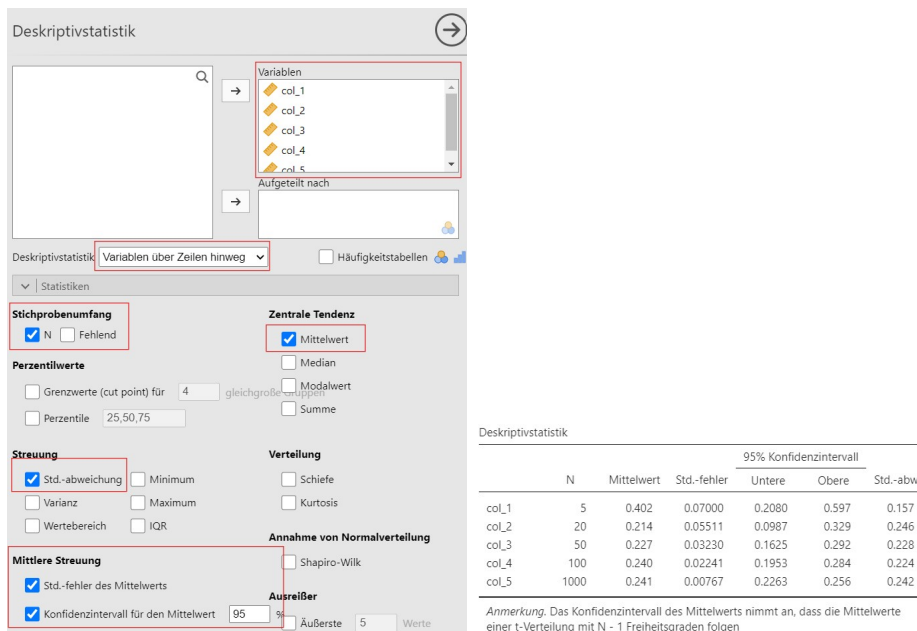 Deskriptivstatistik
Variablen
col_1
col_2
col_3
col_4
col_5
Aufgeteilt nach
Deskriptivstatistik Variablen über Zeilen hinweg Häufigkeitstabellen
Statistiken
Stichprobenumfang
N Fehlend
Perzentilwerte
Grenzwerte (cut point) für 4 gleichgroße Gruppen
Perzentile 25,50,75
Streuung
Std.-abweichung Minimum
Varianz Maximum
Wertebereich IQR
Mittlere Streuung
Std.-fehler des Mittelwerts
Konfidenzintervall für den Mittelwert 95 %
Zentrale Tendenz
Mittelwert
Median
Modalwert
Summe
Verteilung
Schiefe
Kurtosis
Annahme von Normalverteilung
Shapiro-Wilk
Ausreißer
Äußerste 5 Werte
Deskriptivstatistik
95% Konfidenzintervall
N Mittelwert Std.-fehler Untere Obere Std.-abw
col_1 5 0.402 0.07000 0.2080 0.597 0.157
col_2 20 0.214 0.05511 0.0987 0.329 0.246
col_3 50 0.227 0.03230 0.1625 0.292 0.228
col_4 100 0.240 0.02241 0.1953 0.284 0.224
col_5 1000 0.241 0.00767 0.2263 0.256 0.242
Anmerkung. Das Konfidenzintervall des Mittelwerts nimmt an, dass die Mittelwerte
einer t-Verteilung mit N - 1 Freiheitsgraden folgen